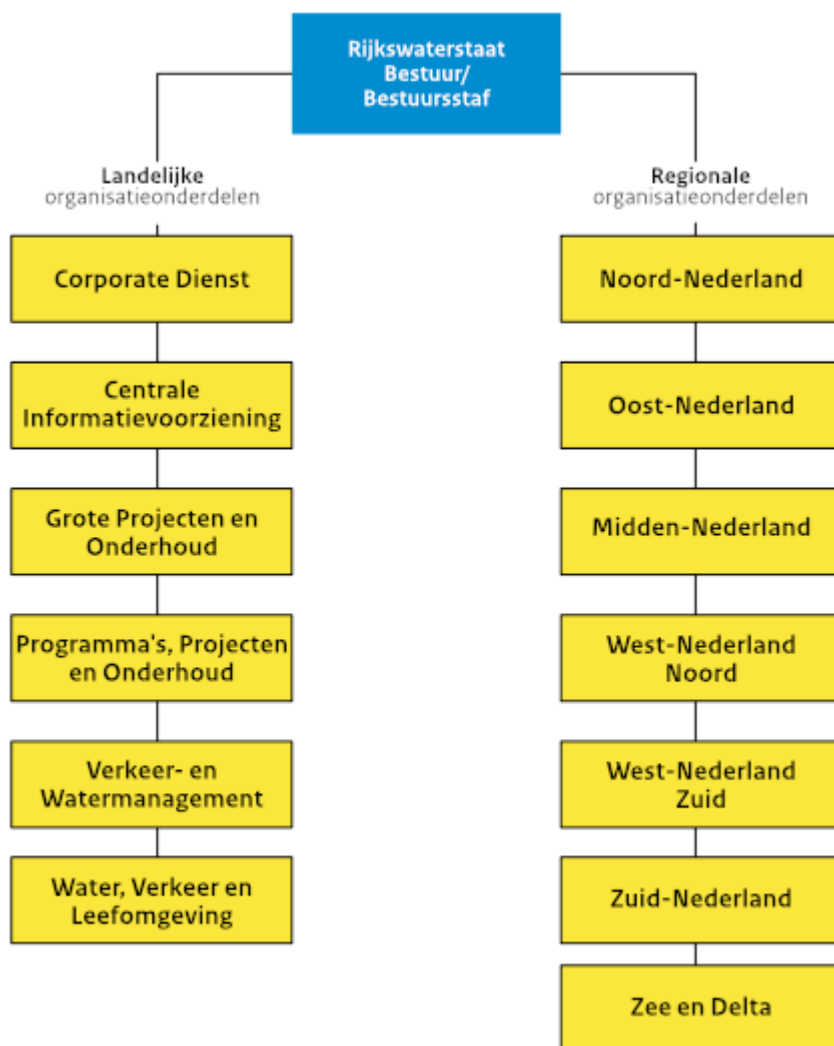 Rijkswaterstaat
Bestuur/
Bestuursstaf
Landelijke
organisatieonderdelen
Corporate Dienst
Centrale
Informatievoorziening
Grote Projecten en
Onderhoud
Programma's, Projecten
en Onderhoud
Verkeer- en
Watermanagement
Water, Verkeer en
Leefomgeving
Regionale
organisatieonderdelen
Noord-Nederland
Oost-Nederland
Midden-Nederland
West-Nederland
Noord
West-Nederland
Zuid
Zuid-Nederland
Zee en Delta